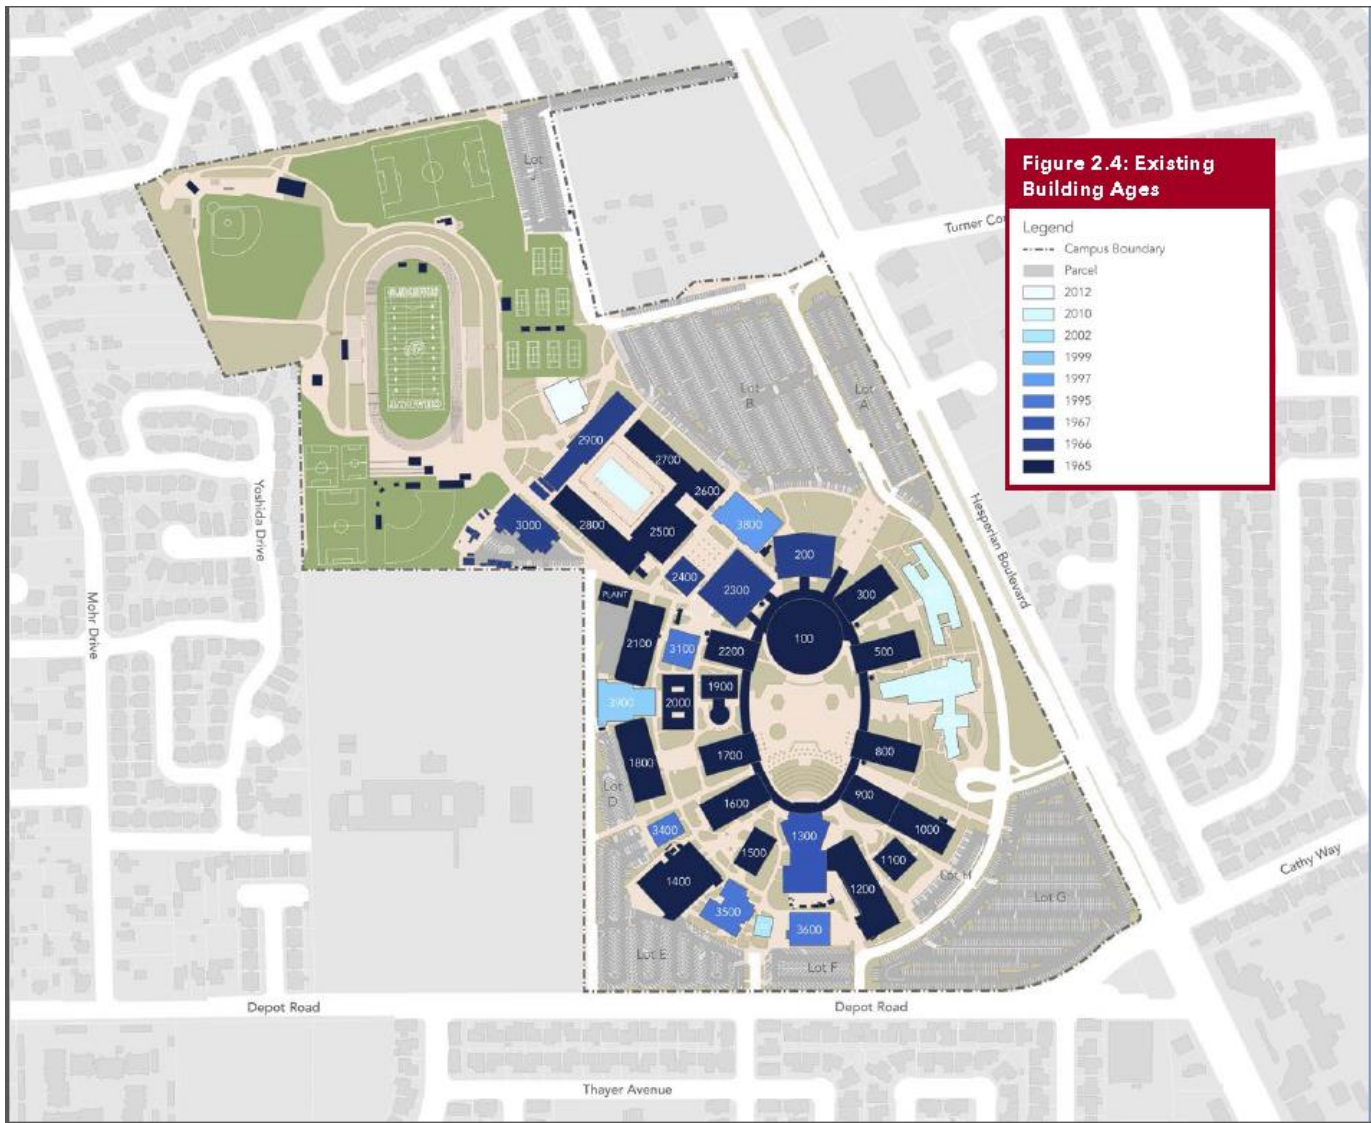 Figure 2.4: Existing
Building Ages
Legend
Campus Boundary
Parcel
2012
2010
2002
1999
1997
1995
1967
1966
1965
Lot
Turner
Lot
B
Lot
A
Hesperian Boulevard
Yoshida Drive
Mohr Drive
2900
2700
2600
2800
2500
3000
3800
200
2400
2300
300
PLANT
100
2100
3100
2200
500
1900
2000
3900
1700
800
1800
Lot
D
1600
900
1000
3400
1300
1500
1100
1400
1200
Lot H
Lot G
Cathy Way
3500
3600
Lot E
Lot F
Depot Road
Depot Road
Thayer Avenue